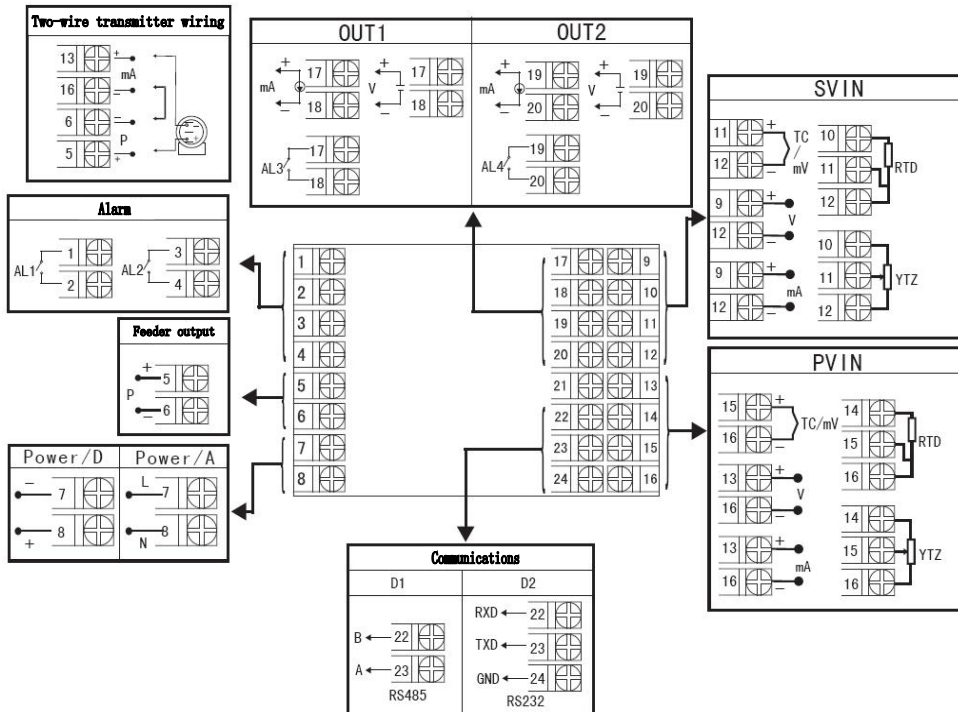 Two-wire transmitter wiring
13 +
mA
16 -
6 -
P
5 +
OUT1 OUT2
+ 17 + 17
mA V
- 18 - 18
+ 19 + 19
mA V
- 20 - 20
17
AL3
18
19
AL4
20
SVIN
11 + TC
/
12 - mV
10
11 RTD
12
9 +
V
12 -
9 +
mA
12 -
10
11 YTZ
12
Alarm
1
AL1
2
3
AL2
4
Feeder output
+ 5
P
- 6
Power/D Power/A
- 7 L 7
+ 8 N 8
1
2
3
4
5
6
7
8
17 9
18 10
19 11
20 12
21 13
22 14
23 15
24 16
PVIN
15 +
TC/mV
16 -
14
15 RTD
16
13 +
V
16 -
13 +
mA
16 -
14
15 YTZ
16
Communications
D1 D2
B 22
A 23
RS485
RXD 22
TXD 23
GND 24
RS232